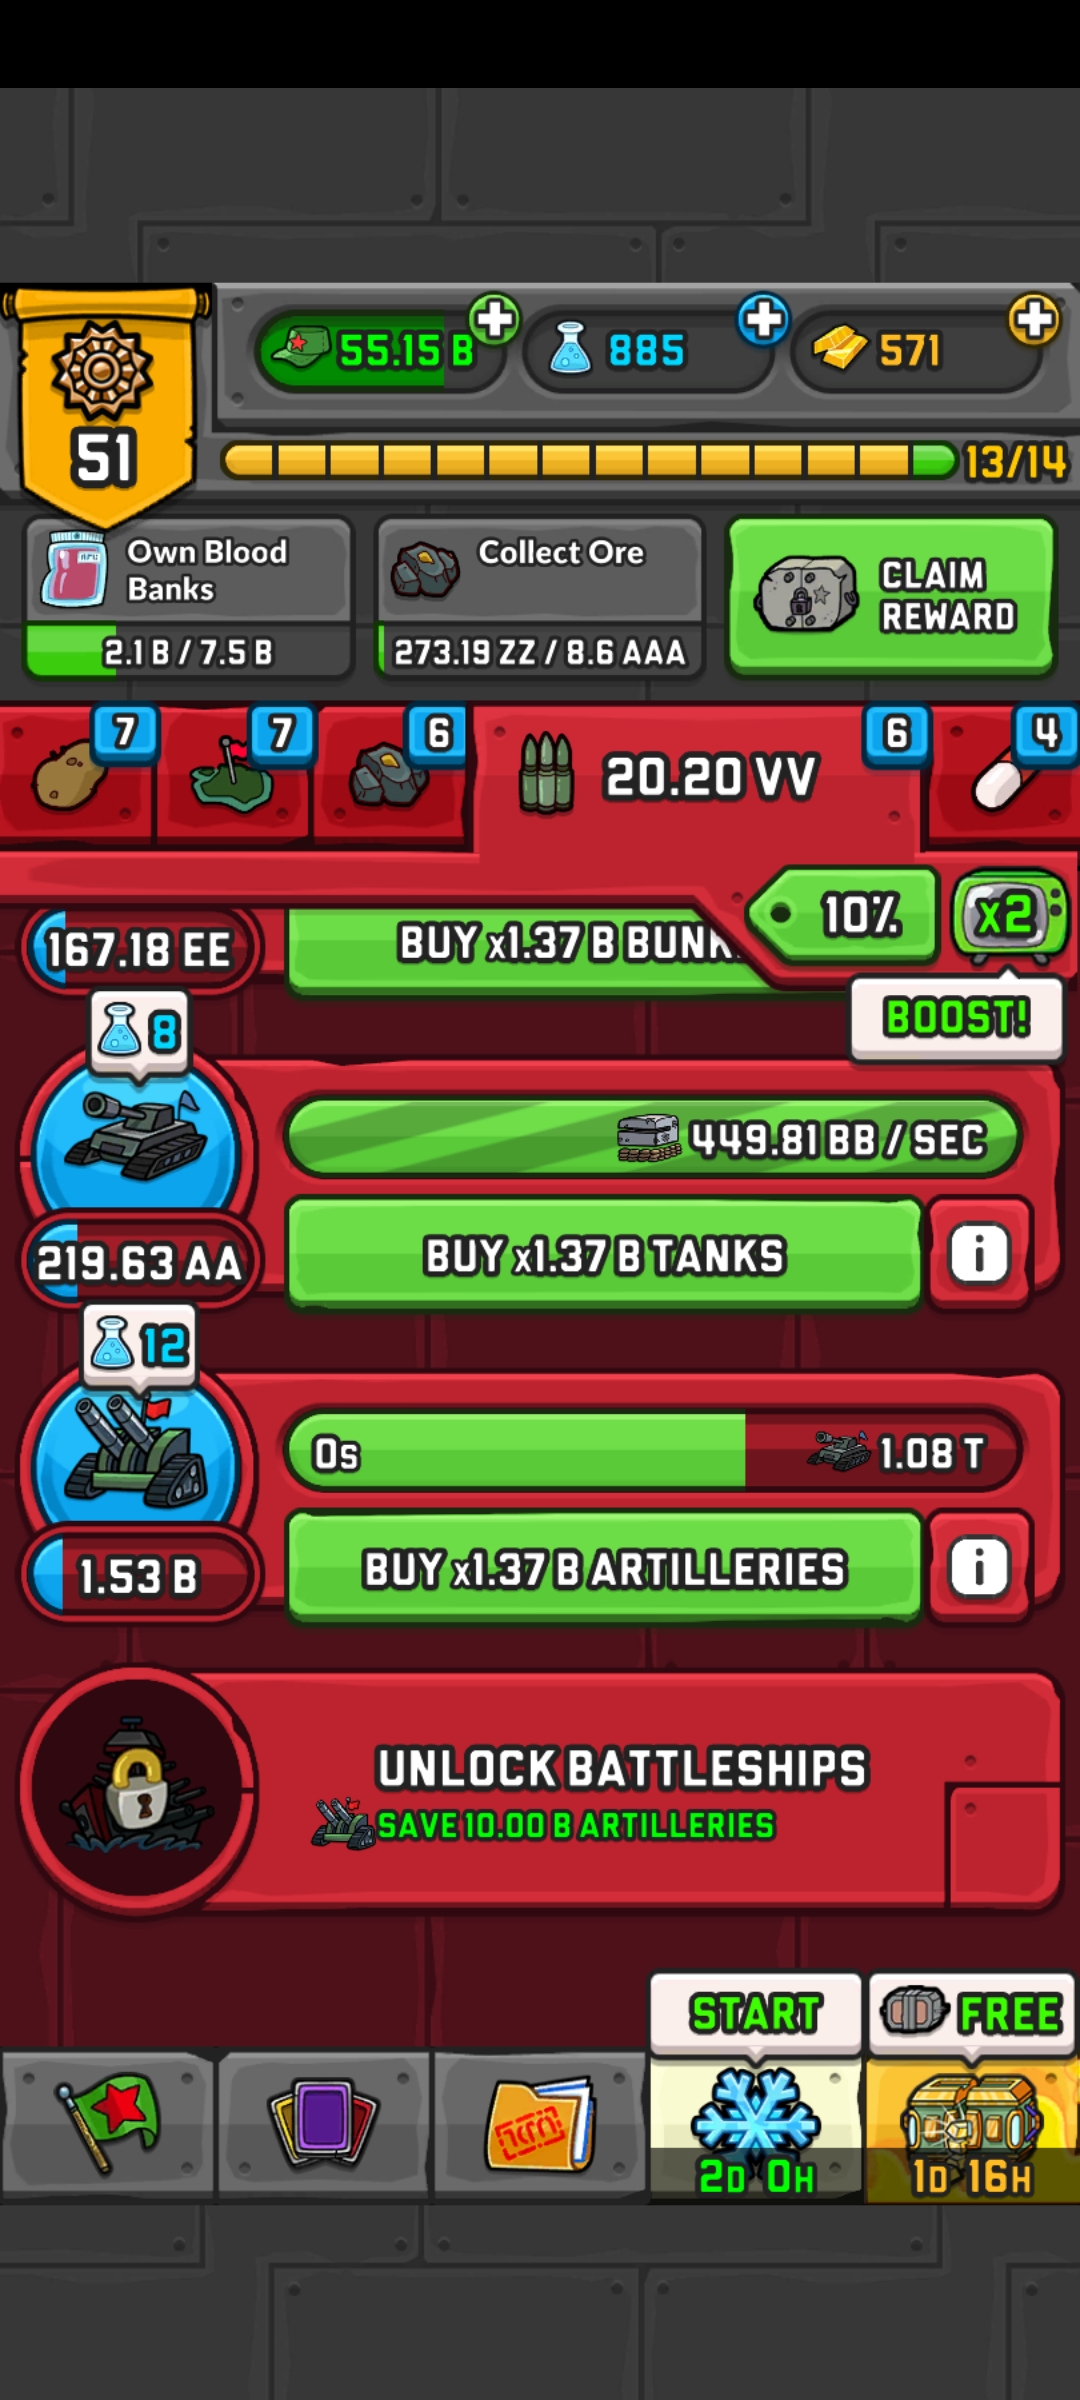 51
55.15 B
885
571
13/14
Own Blood
Banks
2.1 B / 7.5 B
Collect Ore
273.19 ZZ / 8.6 AAA
CLAIM
REWARD
7
7
6
20.20 VV
6
4
10%
x2
BOOST!
167.18 EE
BUY x1.37 B BUNK
8
449.81 BB / SEC
219.63 AA
BUY x1.37 B TANKS
i
12
0s
1.08 T
1.53 B
BUY x1.37 B ARTILLERIES
i
UNLOCK BATTLESHIPS
SAVE 10.00 B ARTILLERIES
START
FREE
2D 0H
1D 16H